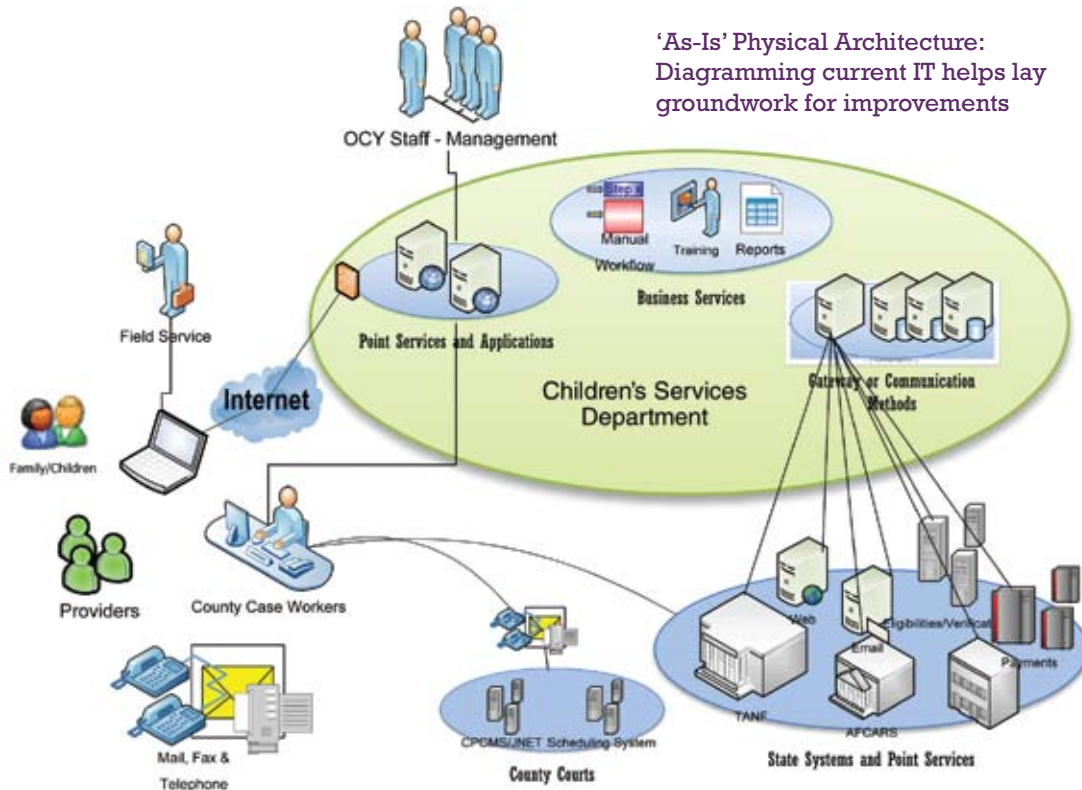 ‘As-Is’ Physical Architecture:
Diagramming current IT helps lay
groundwork for improvements
OCY Staff - Management
Step x
Manual
Workflow
Training
Reports
Business Services
Field Service
Point Services and Applications
Internet
Children's Services
Department
Gateway or Communication
Methods
Family/Children
Providers
County Case Workers
Web
Email
Eligibilities/Verificat
Payments
TANF
AFCARS
State Systems and Point Services
CPCMS/JNET
Scheduling System
County Courts
Mail, Fax &
Telephone